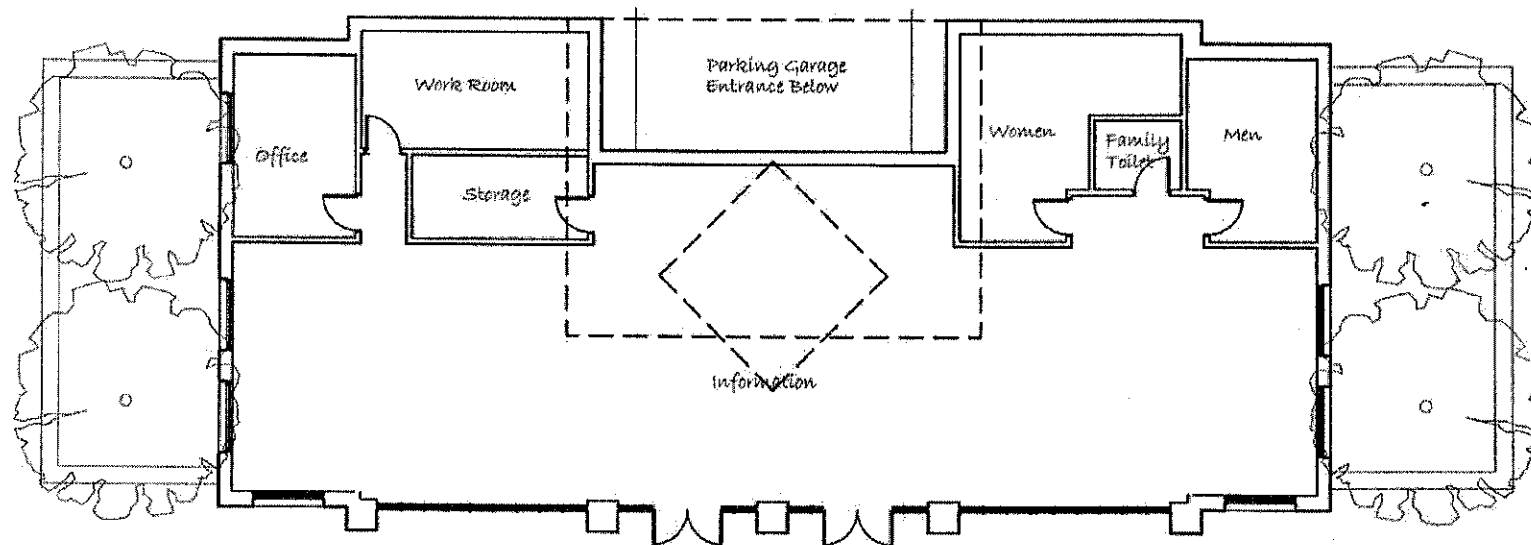 Parking Garage
Entrance Below
Work Room
Office
Storage
Women
Family
Toilet
Men
Information